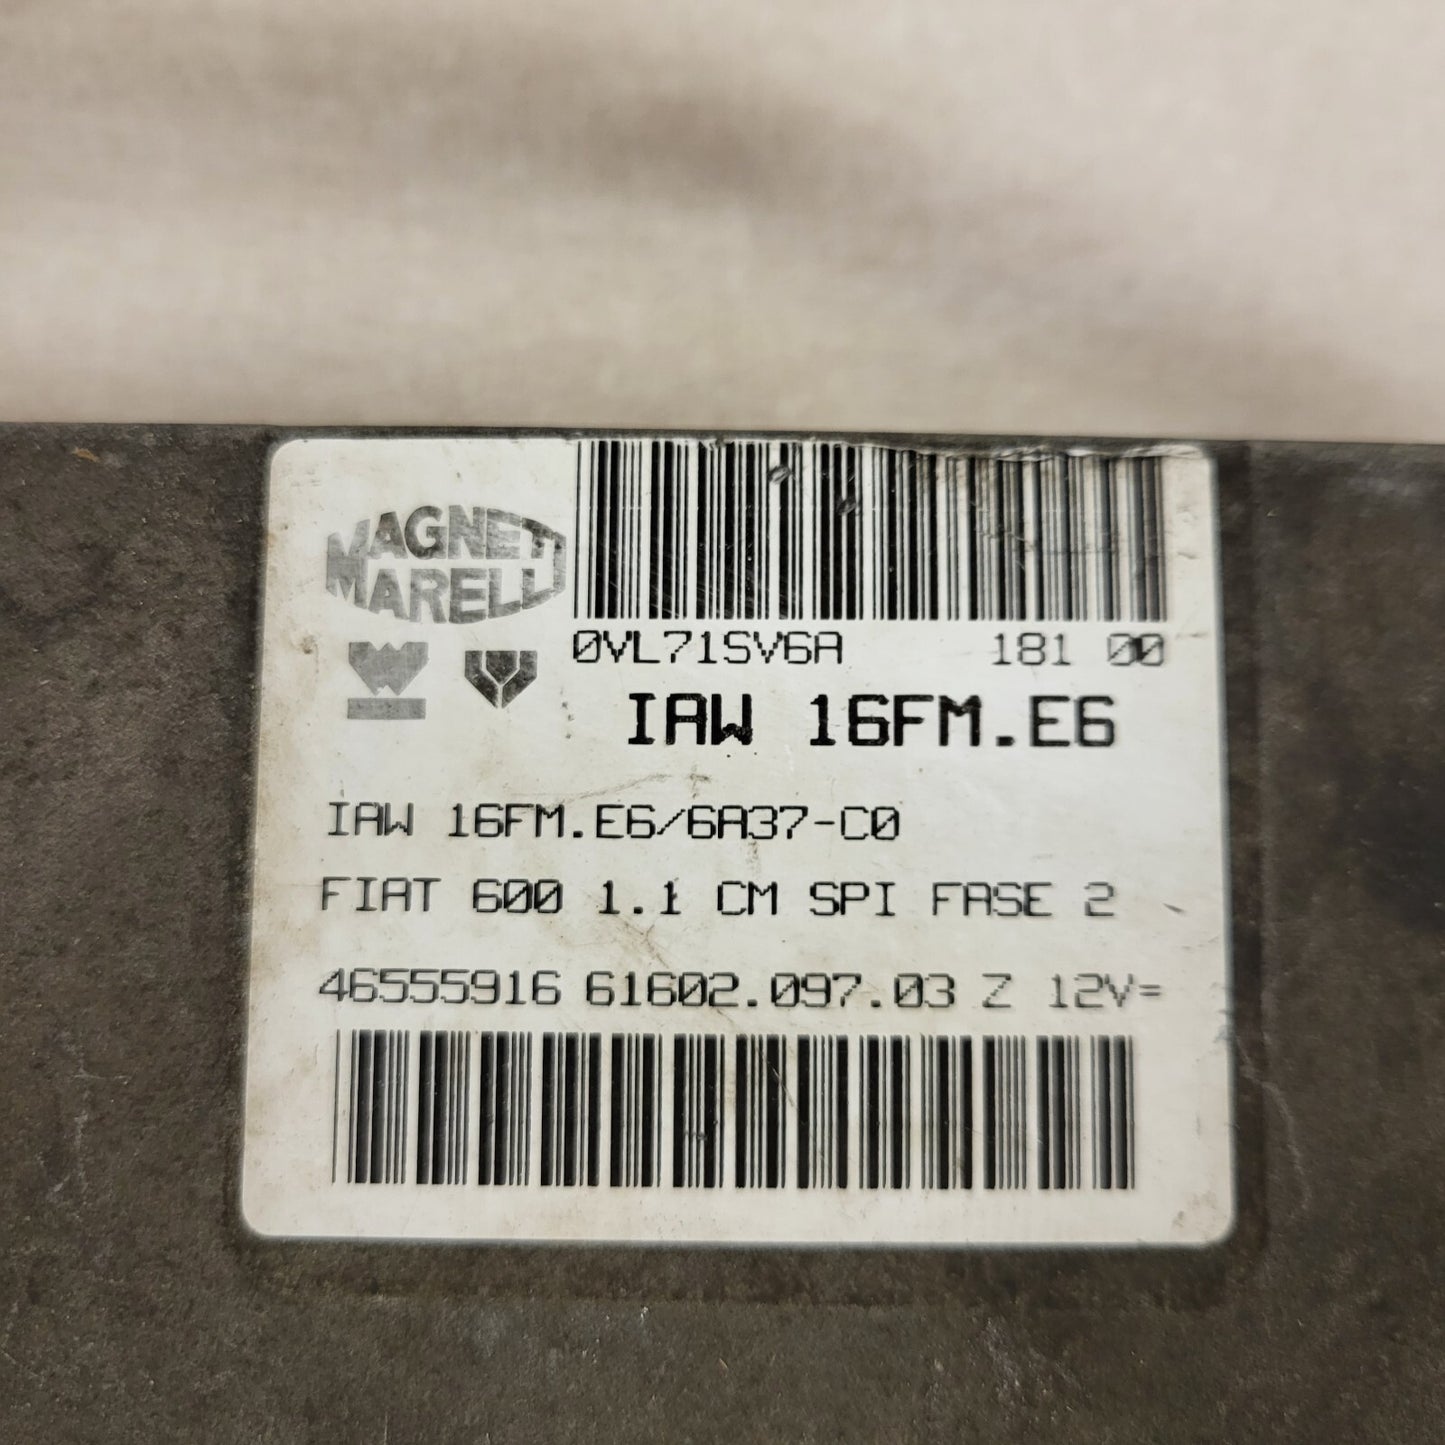 MAGNETI
MARELLI
0VL71SV6A 181 00
IAW 16FM.E6
IAW 16FM.E6/6A37-C0
FIAT 600 1.1 CM SPI FASE 2
46555916 61602.097.03 Z 12V=